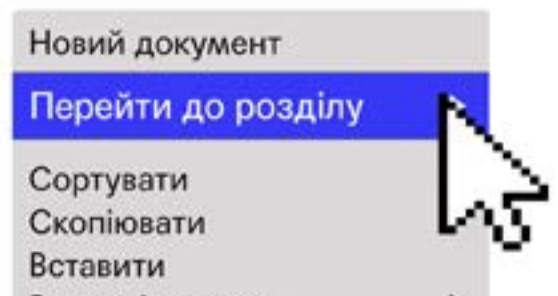 Новий документ
Перейти до розділу
Сортувати
Скопіювати
Вставити